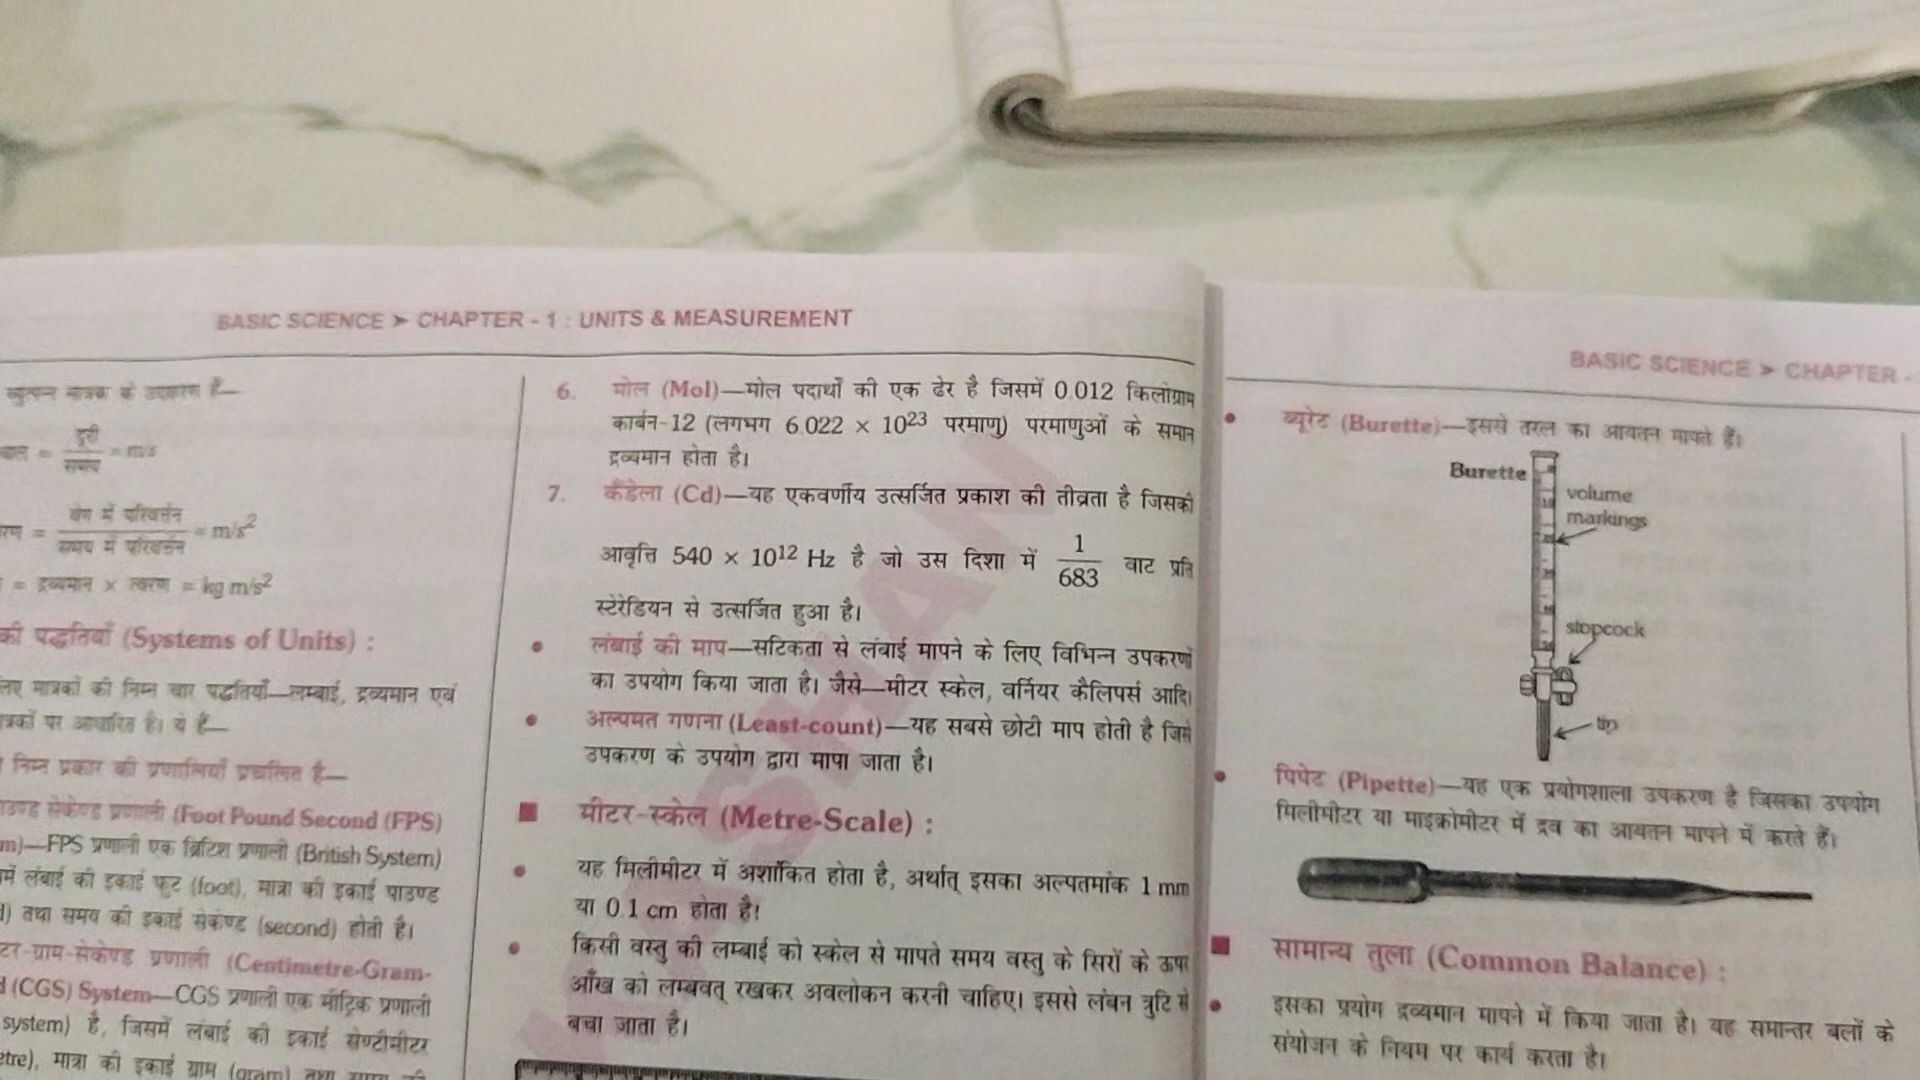 BASIC SCIENCE ➤ CHAPTER - 1 : UNITS & MEASUREMENT
व्युत्पन्न मात्रक के उदाहरण हैं—
दूरी
= = m/s
समय
वेग में परिवर्तन
= = m/s²
समय में परिवर्तन
= द्रव्यमान × त्वरण = kg m/s²
की पद्धतियाँ (Systems of Units) :
लिए मात्रकों की निम्न चार पद्धतियाँ—लम्बाई, द्रव्यमान एवं
त्रकों पर आधारित है। ये हैं—
निम्न प्रकार की प्रणालियाँ प्रचलित है—
उण्ड सेकेण्ड प्रणाली (Foot Pound Second (FPS)
m)—FPS प्रणाली एक ब्रिटिश प्रणाली (British System)
में लंबाई की इकाई फुट (foot), मात्रा की इकाई पाउण्ड
d) तथा समय की इकाई सेकेण्ड (second) होती है।
टर-ग्राम-सेकेण्ड प्रणाली (Centimetre-Gram-
d (CGS) System—CGS प्रणाली एक मीट्रिक प्रणाली
system) है, जिसमें लंबाई की इकाई सेण्टीमीटर
etre), मात्रा की इकाई ग्राम (gram) तथा समय की
6. मोल (Mol)—मोल पदार्थों की एक ढेर है जिसमें 0.012 किलोग्राम
कार्बन-12 (लगभग 6.022 × 10²³ परमाणु) परमाणुओं के समान
द्रव्यमान होता है।
7. कैंडेला (Cd)—यह एकवर्णीय उत्सर्जित प्रकाश की तीव्रता है जिसकी
आवृत्ति 540 × 10¹² Hz है जो उस दिशा में 1/683 वाट प्रति
स्टेरेडियन से उत्सर्जित हुआ है।
• लंबाई की माप—सटिकता से लंबाई मापने के लिए विभिन्न उपकरणों
का उपयोग किया जाता है। जैसे—मीटर स्केल, वर्नियर कैलिपर्स आदि।
• अल्पमत गणना (Least-count)—यह सबसे छोटी माप होती है जिसे
उपकरण के उपयोग द्वारा मापा जाता है।
■ मीटर-स्केल (Metre-Scale) :
• यह मिलीमीटर में अशांकित होता है, अर्थात् इसका अल्पतमांक 1 mm
या 0.1 cm होता है!
• किसी वस्तु की लम्बाई को स्केल से मापते समय वस्तु के सिरों के ऊपर
आँख को लम्बवत् रखकर अवलोकन करनी चाहिए। इससे लंबन त्रुटि से
बचा जाता है।
BASIC SCIENCE ➤ CHAPTER -
• ब्यूरेट (Burette)—इससे तरल का आयतन मापते हैं।
Burette
volume
markings
stopcock
tip
• पिपेट (Pipette)—यह एक प्रयोगशाला उपकरण है जिसका उपयोग
मिलीमीटर या माइक्रोमीटर में द्रव का आयतन मापने में करते हैं।
■ सामान्य तुला (Common Balance) :
• इसका प्रयोग द्रव्यमान मापने में किया जाता है। यह समान्तर बलों के
संयोजन के नियम पर कार्य करता है।